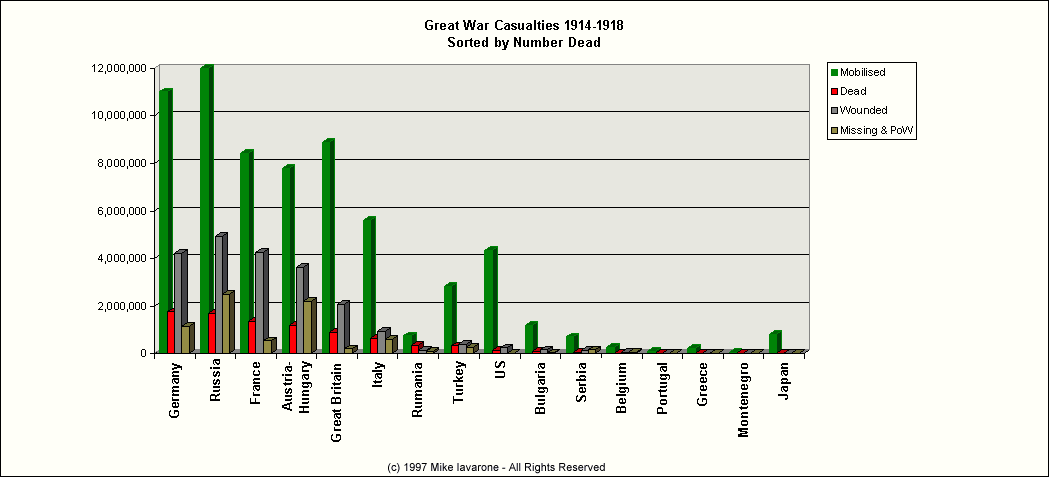 Great War Casualties 1914-1918
Sorted by Number Dead
12,000,000
10,000,000
8,000,000
6,000,000
4,000,000
2,000,000
0
Germany
Russia
France
Austria-
Hungary
Great Britain
Italy
Rumania
Turkey
US
Bulgaria
Serbia
Belgium
Portugal
Greece
Montenegro
Japan
Mobilised
Dead
Wounded
Missing & PoW
(c) 1997 Mike Iavarone - All Rights Reserved